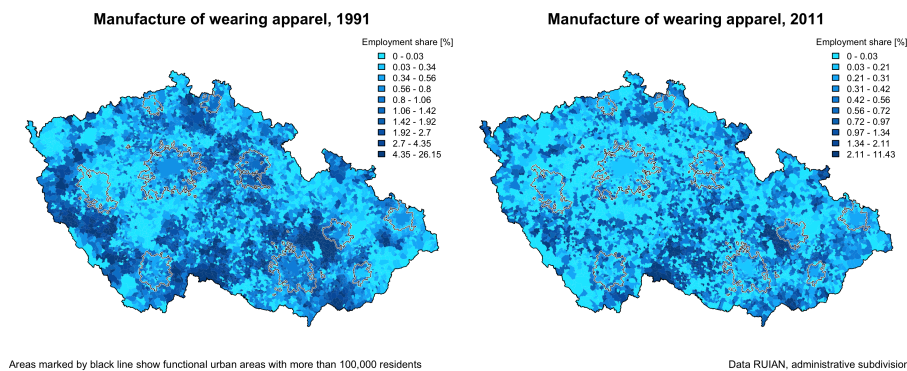 Manufacture of wearing apparel, 1991
Employment share [%]
0 - 0.03
0.03 - 0.34
0.34 - 0.56
0.56 - 0.8
0.8 - 1.06
1.06 - 1.42
1.42 - 1.92
1.92 - 2.7
2.7 - 4.35
4.35 - 26.15
Manufacture of wearing apparel, 2011
Employment share [%]
0 - 0.03
0.03 - 0.21
0.21 - 0.31
0.31 - 0.42
0.42 - 0.56
0.56 - 0.72
0.72 - 0.97
0.97 - 1.34
1.34 - 2.11
2.11 - 11.43
Areas marked by black line show functional urban areas with more than 100,000 residents
Data RUIAN, administrative subdivision